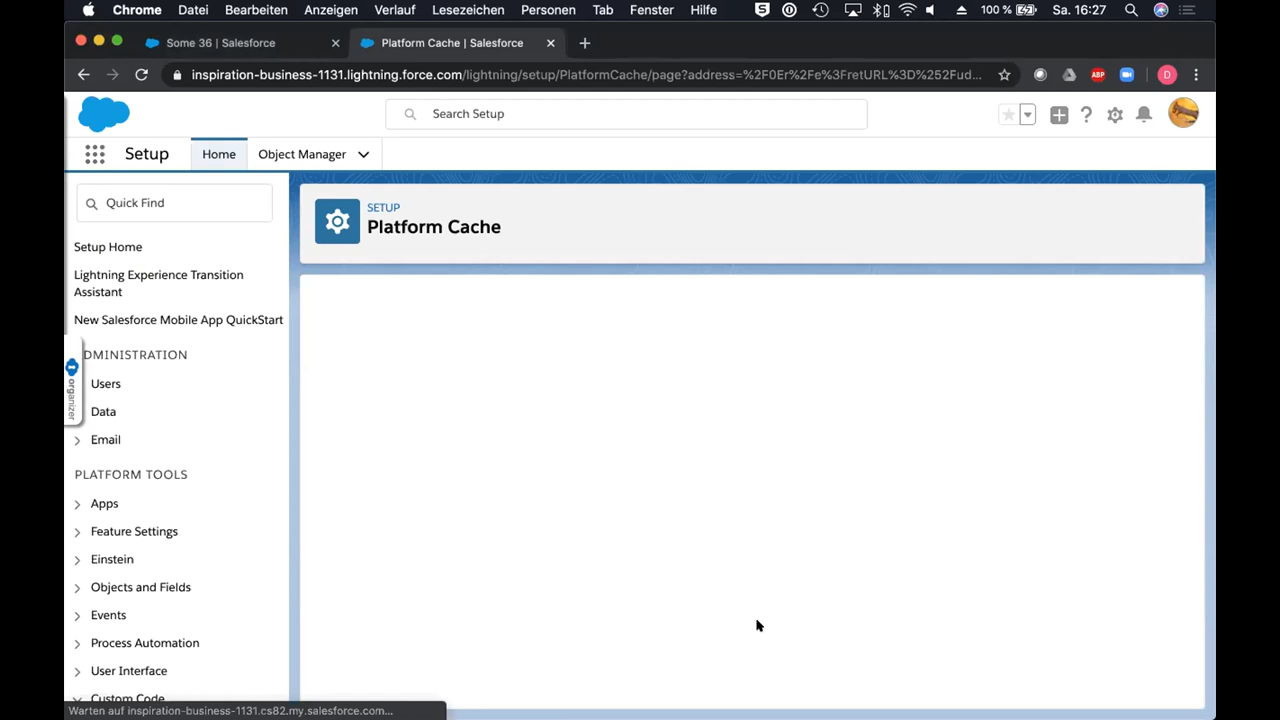 Chrome Datei Bearbeiten Anzeigen Verlauf Lesezeichen Personen Tab Fenster Hilfe 100 % Sa. 16:27
Some 36 | Salesforce
Platform Cache | Salesforce
inspiration-business-1131.lightning.force.com/lightning/setup/PlatformCache/page?address=%2F0Er%2Fe%3FretURL%3D%252Fud...
ABP
D
Search Setup
Setup
Home
Object Manager
Quick Find
SETUP
Platform Cache
Setup Home
Lightning Experience Transition
Assistant
New Salesforce Mobile App QuickStart
DMINISTRATION
organizer
Users
Data
Email
PLATFORM TOOLS
Apps
Feature Settings
Einstein
Objects and Fields
Events
Process Automation
User Interface
Custom Code
Warten auf inspiration-business-1131.cs82.my.salesforce.com...